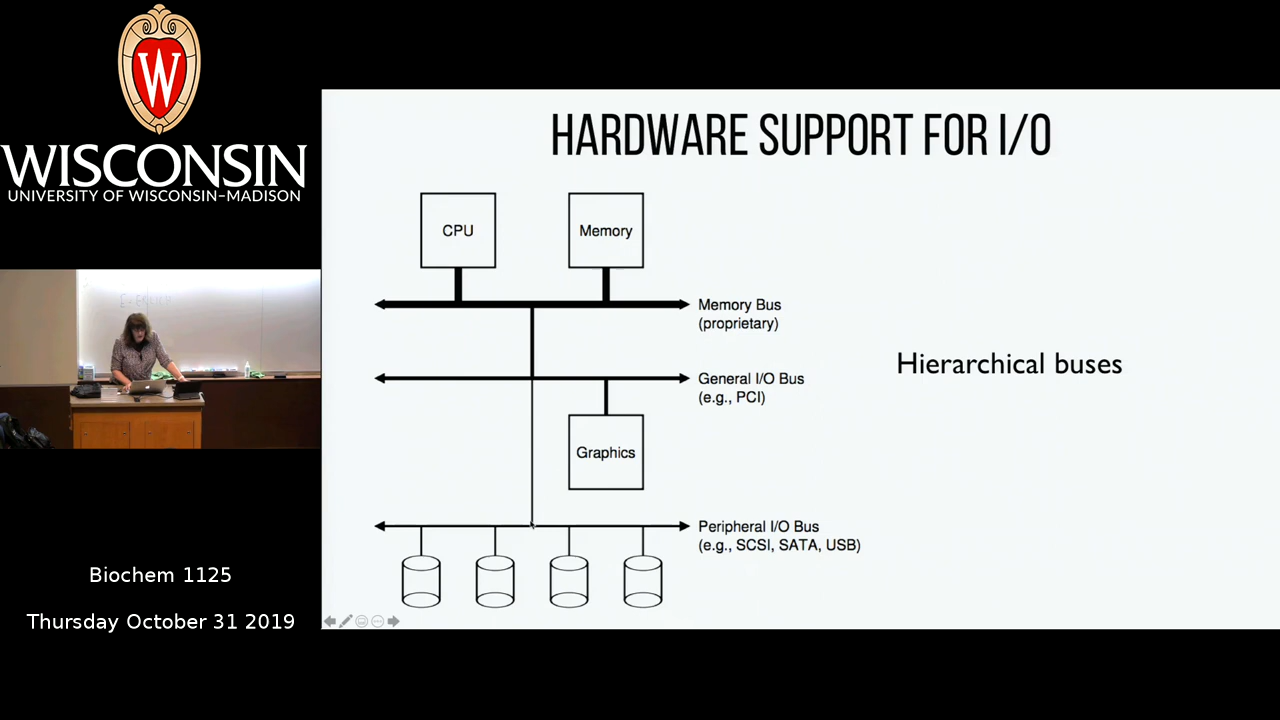 W
WISCONSIN
UNIVERSITY OF WISCONSIN–MADISON
Biochem 1125
Thursday October 31 2019
HARDWARE SUPPORT FOR I/O
CPU
Memory
Memory Bus
(proprietary)
Hierarchical buses
General I/O Bus
(e.g., PCI)
Graphics
Peripheral I/O Bus
(e.g., SCSI, SATA, USB)